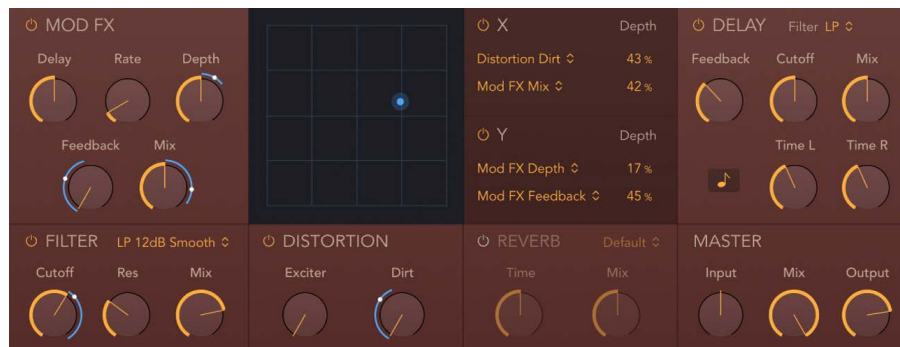 MOD FX
Delay Rate Depth
Feedback Mix
X Depth
Distortion Dirt 43 %
Mod FX Mix 42 %
Y Depth
Mod FX Depth 17 %
Mod FX Feedback 45 %
DELAY Filter LP
Feedback Cutoff Mix
Time L Time R
FILTER LP 12dB Smooth
Cutoff Res Mix
DISTORTION
Exciter Dirt
REVERB Default
Time Mix
MASTER
Input Mix Output